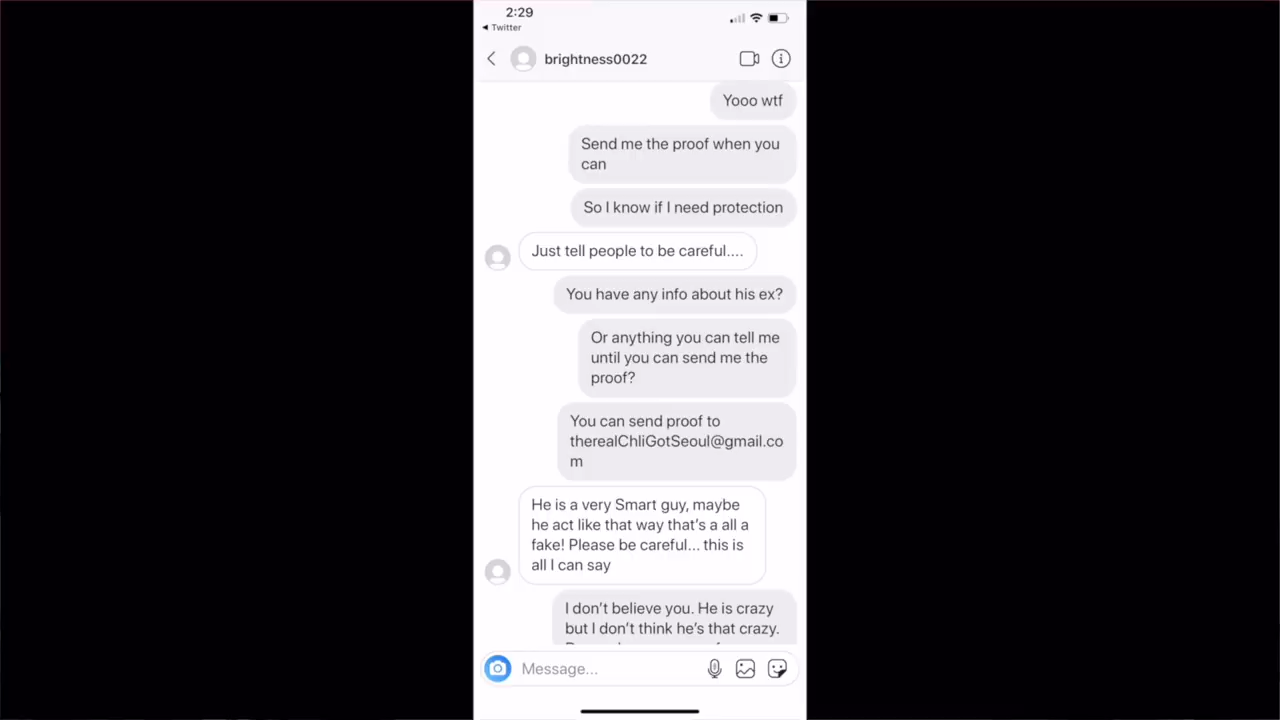 2:29
Twitter
brightness0022
Yooo wtf
Send me the proof when you
can
So I know if I need protection
Just tell people to be careful....
You have any info about his ex?
Or anything you can tell me
until you can send me the
proof?
You can send proof to
therealChliGotSeoul@gmail.co
m
He is a very Smart guy, maybe
he act like that way that's a all a
fake! Please be careful... this is
all I can say
I don't believe you. He is crazy
but I don't think he's that crazy.
Message...